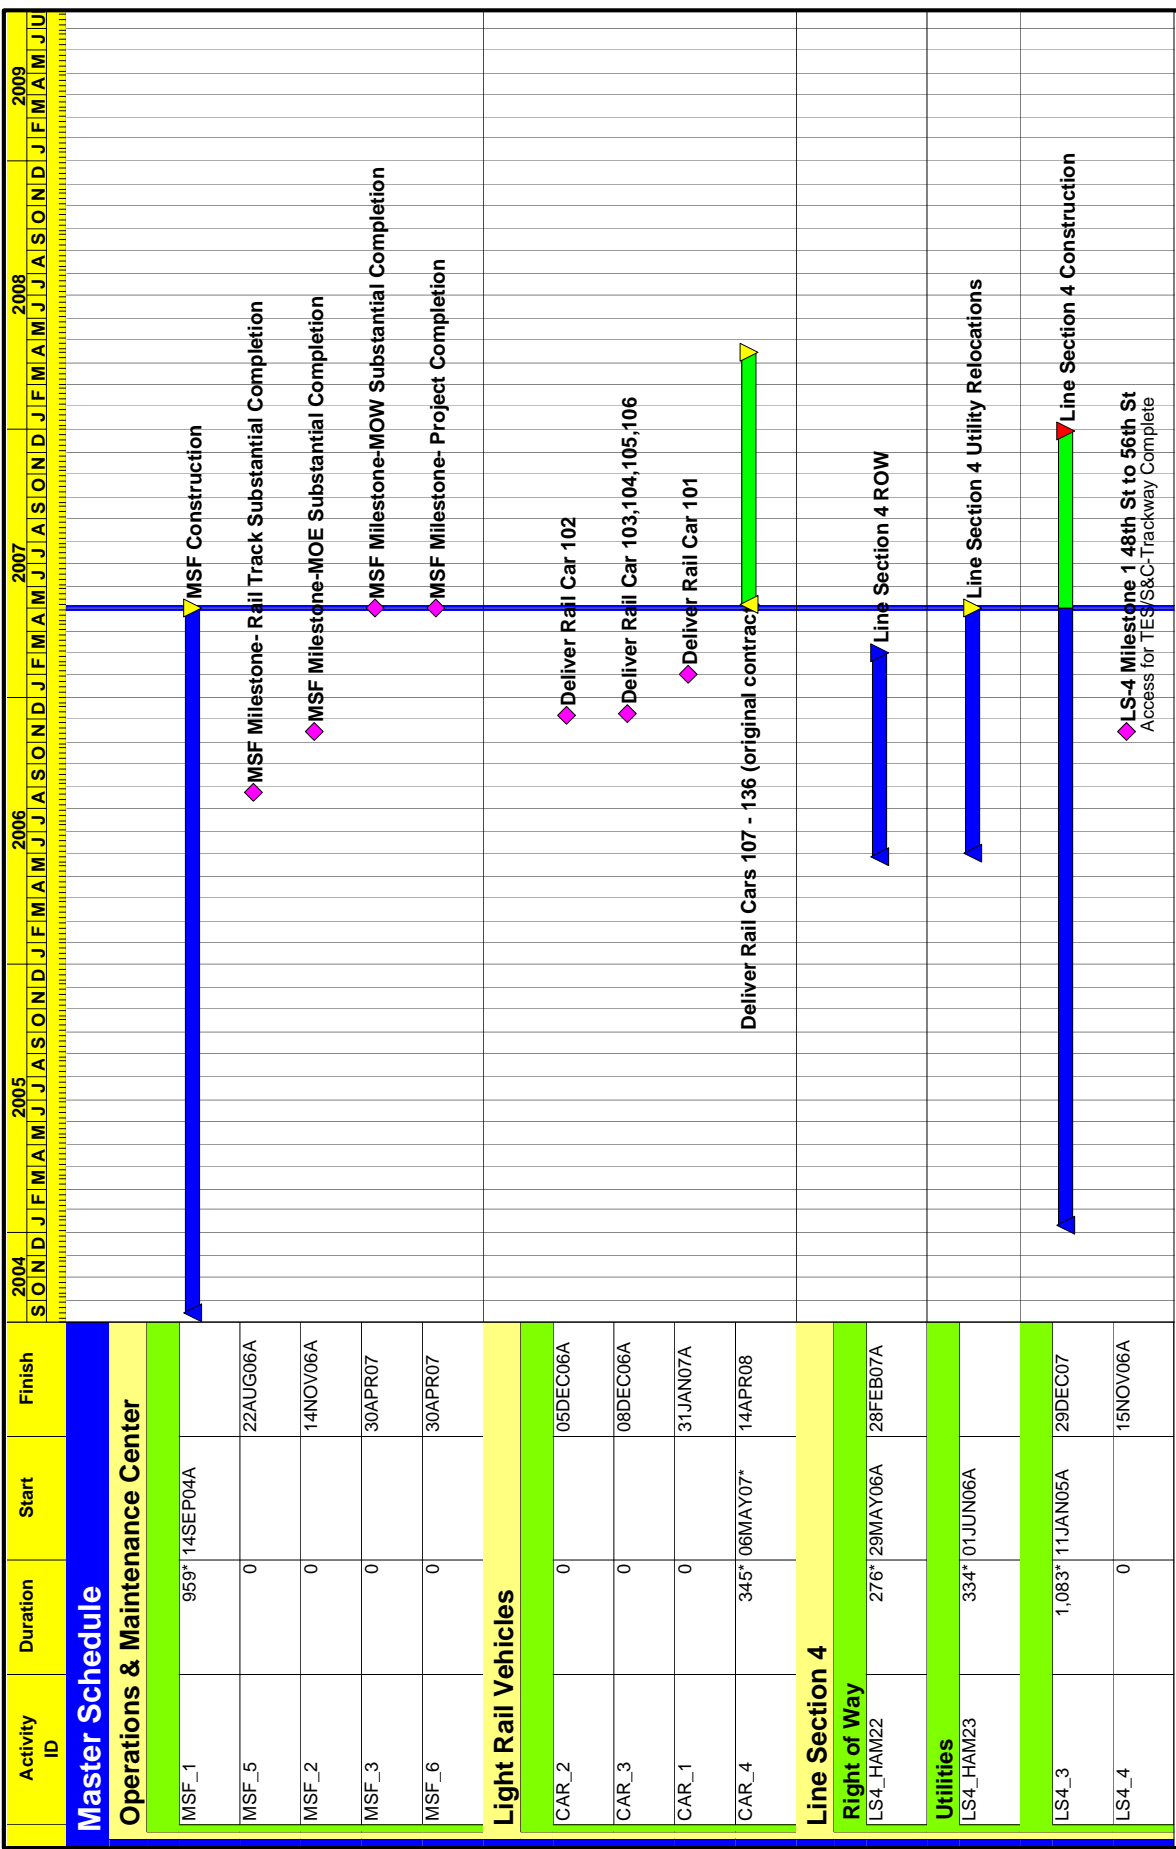 Activity ID Duration Start Finish
2004 2005 2006 2007 2008 2009
S O N D J F M A M J J A S O N D J F M A M J J A S O N D J F M A M J J A S O N D J F M A M J J A S O N D J F M A M J JU
Master Schedule
Operations & Maintenance Center
MSF_1 959* 14SEP04A MSF Construction
MSF_5 0 22AUG06A MSF Milestone- Rail Track Substantial Completion
MSF_2 0 14NOV06A MSF Milestone-MOE Substantial Completion
MSF_3 0 30APR07 MSF Milestone-MOW Substantial Completion
MSF_6 0 30APR07 MSF Milestone- Project Completion
Light Rail Vehicles
CAR_2 0 05DEC06A Deliver Rail Car 102
CAR_3 0 08DEC06A Deliver Rail Car 103,104,105,106
CAR_1 0 31JAN07A Deliver Rail Car 101
CAR_4 345* 06MAY07* 14APR08 Deliver Rail Cars 107 - 136 (original contrac
Line Section 4
Right of Way
LS4_HAM22 276* 29MAY06A 28FEB07A Line Section 4 ROW
Utilities
LS4_HAM23 334* 01JUN06A Line Section 4 Utility Relocations
LS4_3 1,083* 11JAN05A 29DEC07 Line Section 4 Construction
LS4_4 0 15NOV06A LS-4 Milestone 1 48th St to 56th St
Access for TES/S&C-Trackway Complete